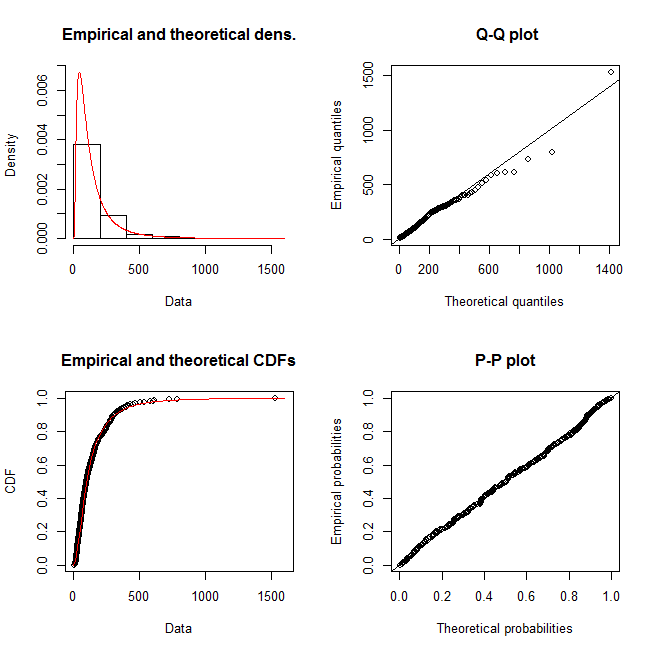 Empirical and theoretical dens.
Density
0.000 0.002 0.004 0.006
0 500 1000 1500
Data
Q-Q plot
Empirical quantiles
0 500 1000 1500
0 200 600 1000 1400
Theoretical quantiles
Empirical and theoretical CDFs
CDF
0.0 0.2 0.4 0.6 0.8 1.0
0 500 1000 1500
Data
P-P plot
Empirical probabilities
0.0 0.2 0.4 0.6 0.8 1.0
0.0 0.2 0.4 0.6 0.8 1.0
Theoretical probabilities